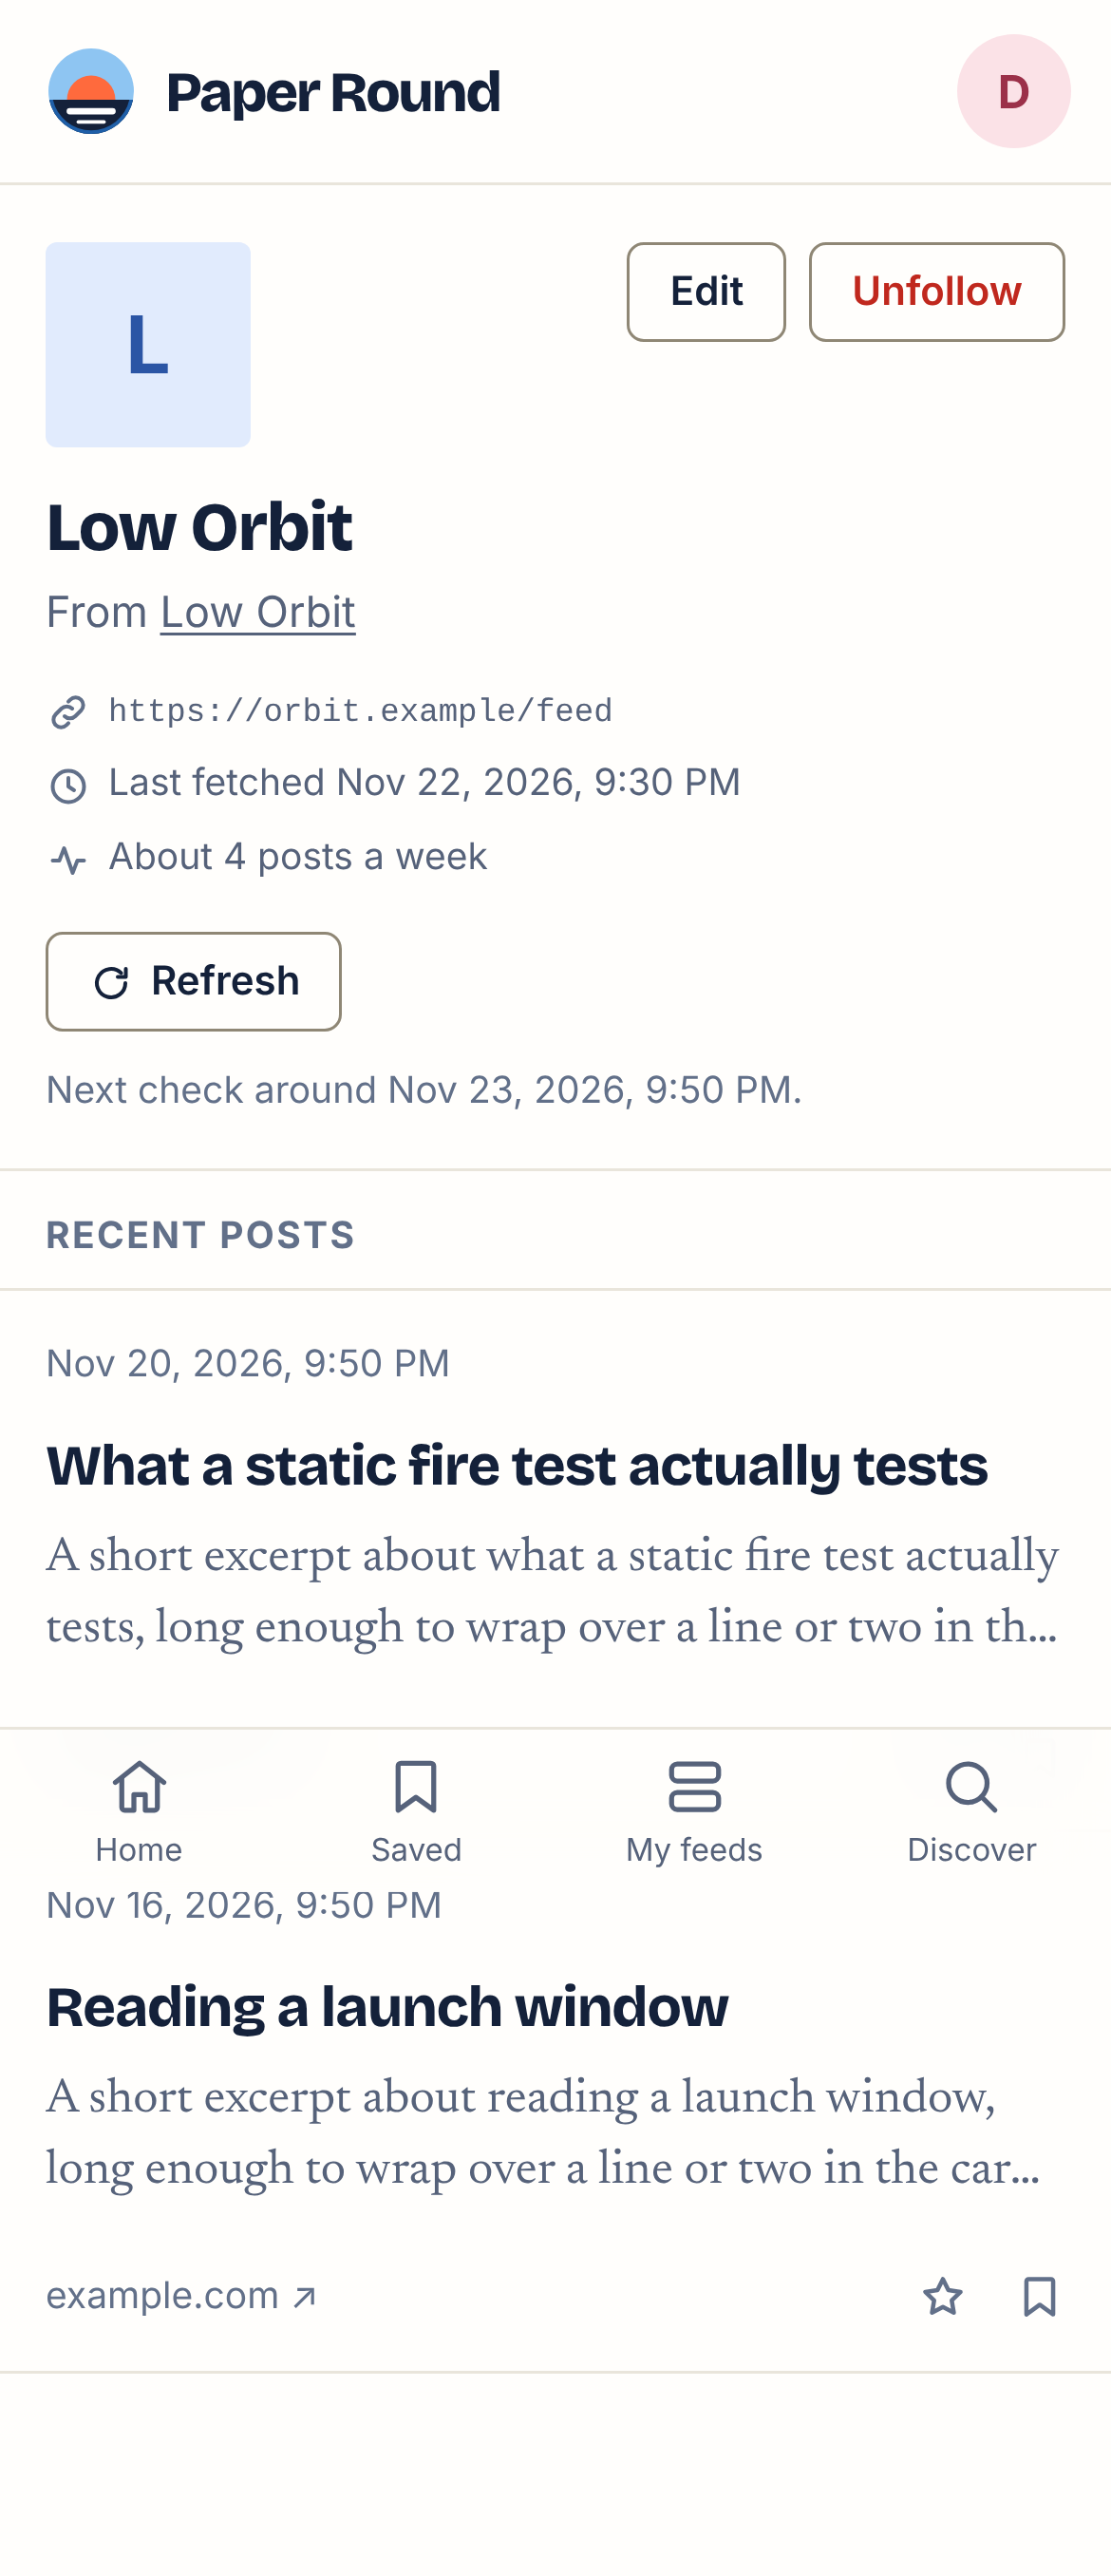 Paper Round
D
L
Edit
Unfollow
Low Orbit
From Low Orbit
https://orbit.example/feed
Last fetched Nov 22, 2026, 9:30 PM
About 4 posts a week
Refresh
Next check around Nov 23, 2026, 9:50 PM.
RECENT POSTS
Nov 20, 2026, 9:50 PM
What a static fire test actually tests
A short excerpt about what a static fire test actually
tests, long enough to wrap over a line or two in th...
Home
Saved
My feeds
Discover
Nov 16, 2026, 9:50 PM
Reading a launch window
A short excerpt about reading a launch window,
long enough to wrap over a line or two in the car...
example.com ↗